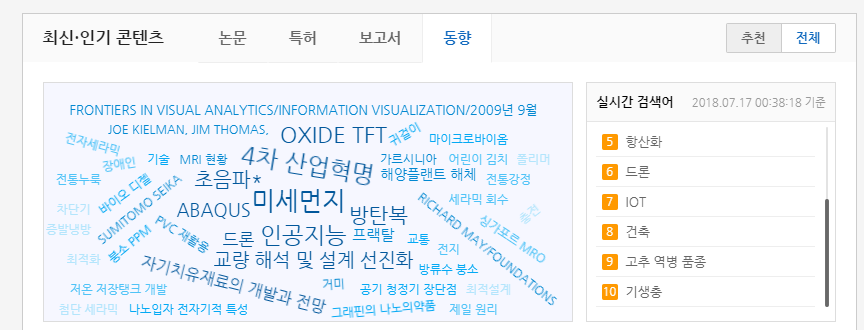 최신·인기 콘텐츠
논문
특허
보고서
동향
추천
전체
FRONTIERS IN VISUAL ANALYTICS/INFORMATION VISUALIZATION/2009년 9월
JOE KIELMAN, JIM THOMAS,
OXIDE TFT
귀걸이
마이크로바이옴
전자세라믹
장애인
기술
MRI 현황
4차 산업혁명
가르시니아
어린이 김치
폴리머
전통누룩
바이오 디젤
초음파*
해양플랜트 해체
전통강정
차단기
SUMITOMO SEIKA
ABAQUS
미세먼지
방탄복
세라믹 회수
승전
증발냉방
붕소 PPM
PVC 재활용
드론
인공지능
프랙탈
교통
RICHARD MAY/FOUNDATIONS
싱가포트 MRO
전지
최적화
자기치유재료의 개발과 전망
교량 해석 및 설계 선진화
방류수 붕소
저온 저장탱크 개발
거미
공기 청정기 장단점
최적설계
첨단 세라믹
나노입자 전자기적 특성
그래핀의 나노의약품
제일 원리
실시간 검색어
2018.07.17 00:38:18 기준
5 항산화
6 드론
7 IOT
8 건축
9 고추 역병 품종
10 기생충